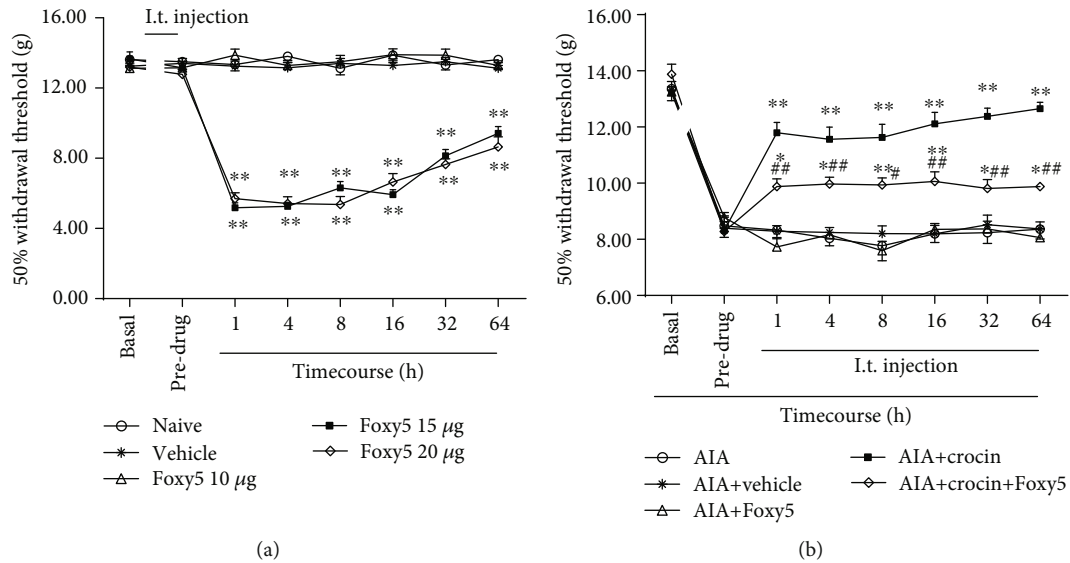 16.00
I.t. injection
12.00
8.00
4.00
0.00
50% withdrawal threshold (g)
** ** ** ** ** **
** ** ** ** ** **
Basal
Pre-drug
1 4 8 16 32 64
Timecourse (h)
Naive
Vehicle
Foxy5 10 μg
Foxy5 15 μg
Foxy5 20 μg
(a)
16.00
14.00
12.00
10.00
8.00
6.00
50% withdrawal threshold (g)
** ** ** ** ** **
*
##
*##
**#
**
##
*##
*##
Basal
Pre-drug
1 4 8 16 32 64
I.t. injection
Timecourse (h)
AIA
AIA+vehicle
AIA+Foxy5
AIA+crocin
AIA+crocin+Foxy5
(b)